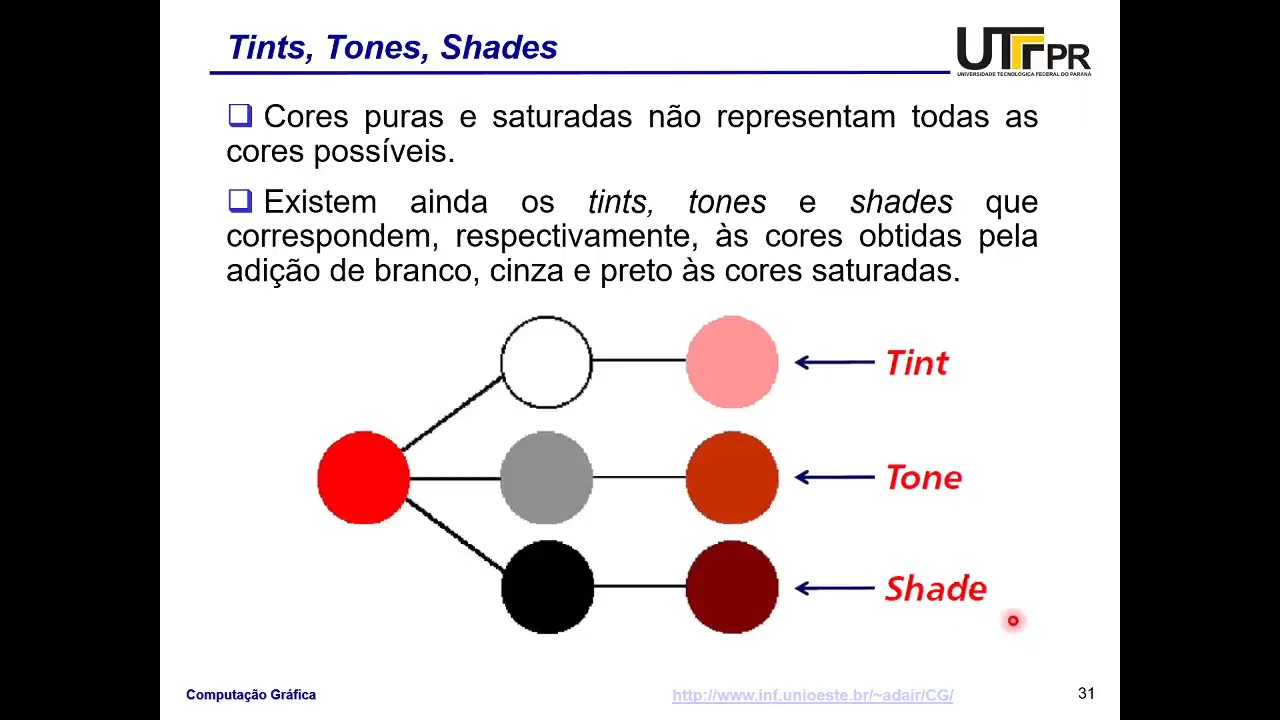 Tints, Tones, Shades
UTFPR
UNIVERSIDADE TECNOLÓGICA FEDERAL DO PARANÁ
Cores puras e saturadas não representam todas as
cores possíveis.
Existem ainda os tints, tones e shades que
correspondem, respectivamente, às cores obtidas pela
adição de branco, cinza e preto às cores saturadas.
Tint
Tone
Shade
Computação Gráfica
http://www.inf.unioeste.br/~adair/CG/
31